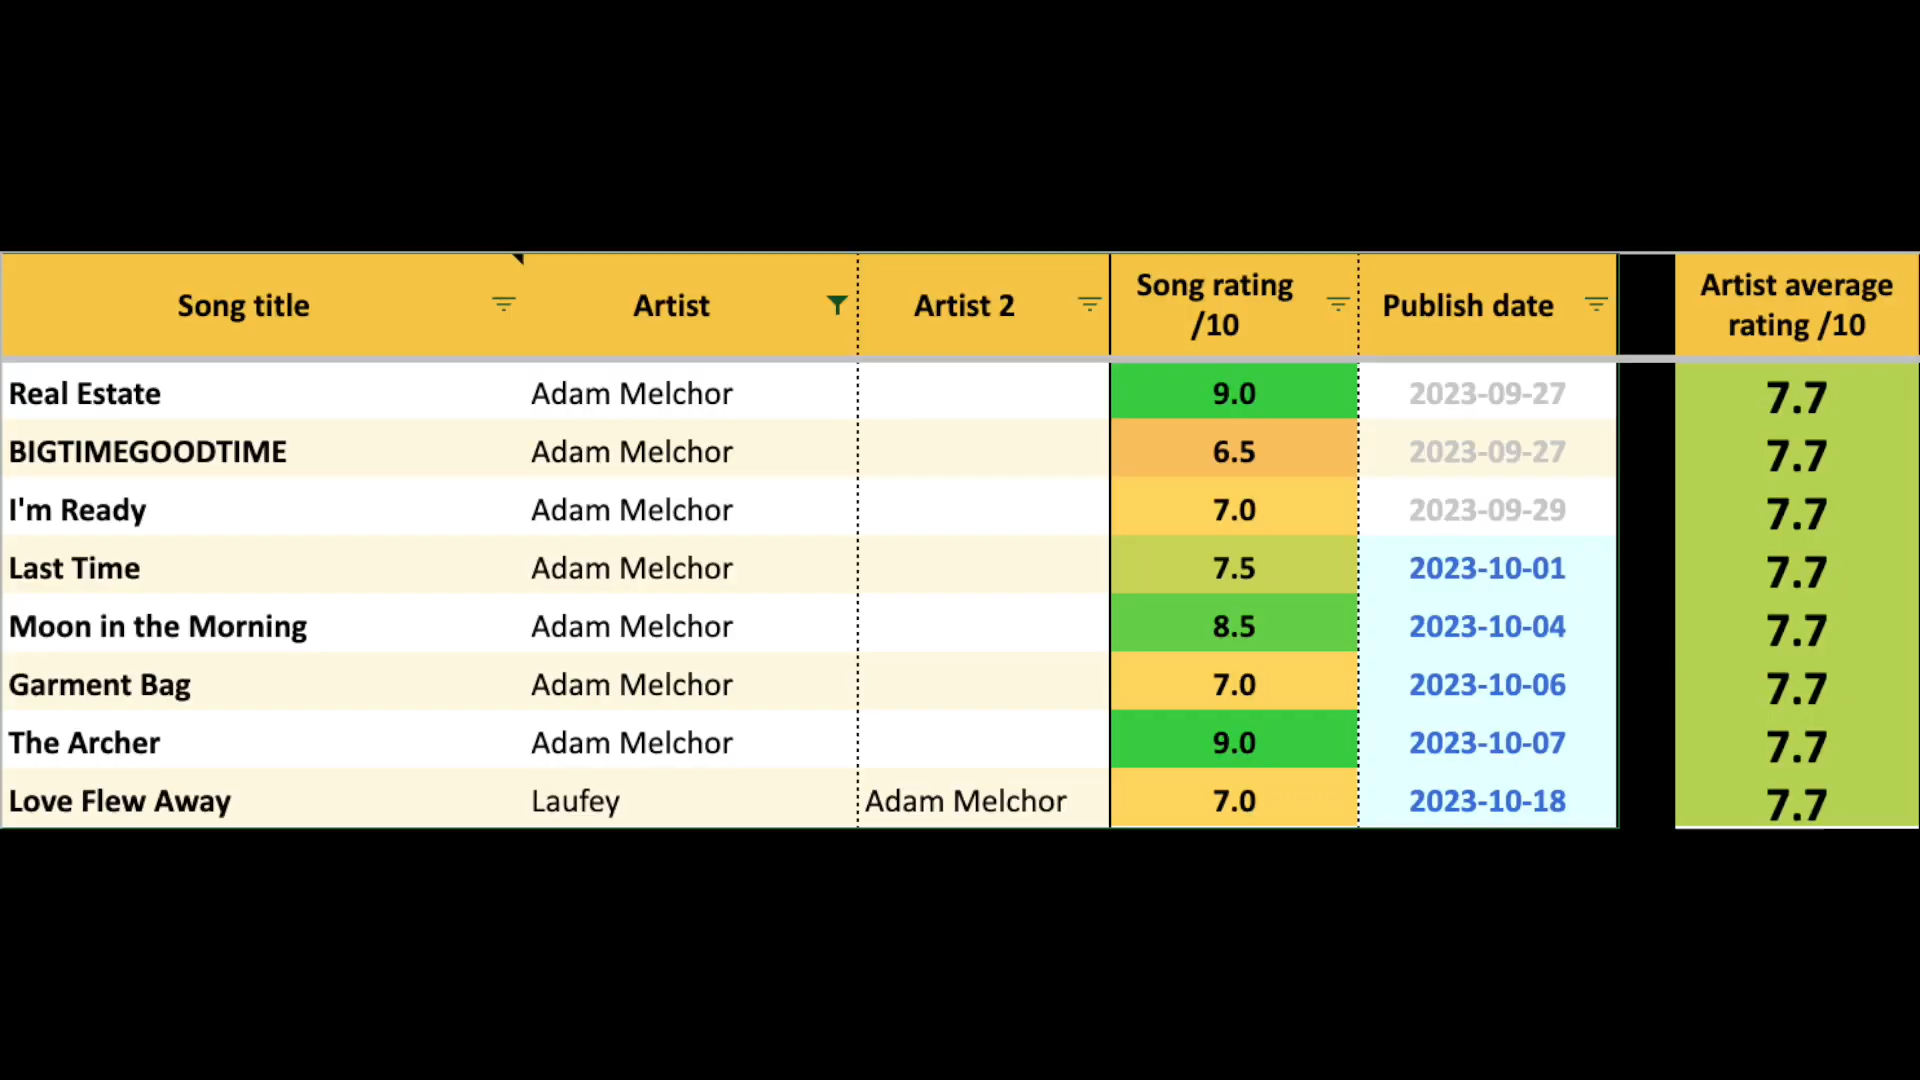 Song title Artist Artist 2 Song rating /10 Publish date Artist average rating /10
Real Estate Adam Melchor 9.0 2023-09-27 7.7
BIGTIMEGOODTIME Adam Melchor 6.5 2023-09-27 7.7
I'm Ready Adam Melchor 7.0 2023-09-29 7.7
Last Time Adam Melchor 7.5 2023-10-01 7.7
Moon in the Morning Adam Melchor 8.5 2023-10-04 7.7
Garment Bag Adam Melchor 7.0 2023-10-06 7.7
The Archer Adam Melchor 9.0 2023-10-07 7.7
Love Flew Away Laufey Adam Melchor 7.0 2023-10-18 7.7